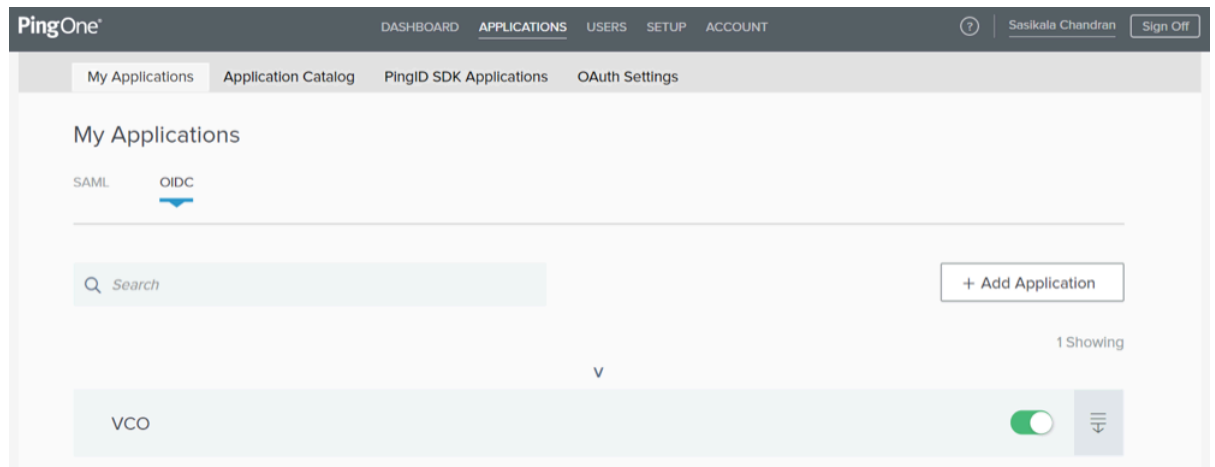 PingOne® DASHBOARD APPLICATIONS USERS SETUP ACCOUNT ? Sasikala Chandran Sign Off
My Applications Application Catalog PingID SDK Applications OAuth Settings
My Applications
SAML OIDC
Search + Add Application
1 Showing
V
VCO